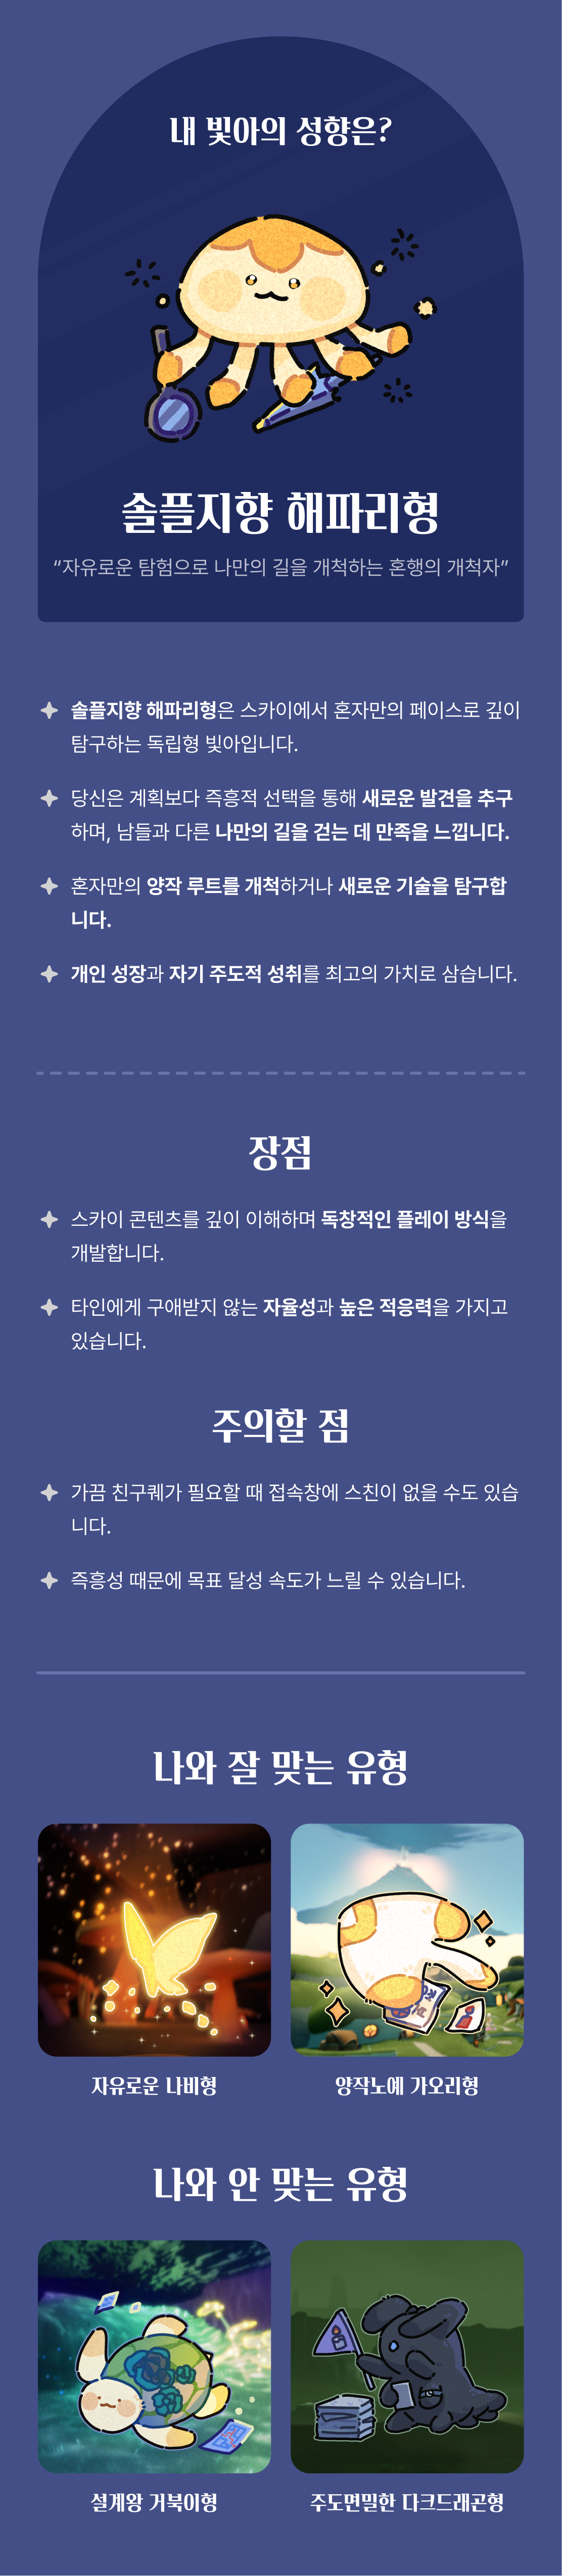 내 빛아의 성향은?
솔플지향 해파리형
“자유로운 탐험으로 나만의 길을 개척하는 혼행의 개척자”
솔플지향 해파리형은 스카이에서 혼자만의 페이스로 깊이
탐구하는 독립형 빛아입니다.
당신은 계획보다 즉흥적 선택을 통해 새로운 발견을 추구
하며, 남들과 다른 나만의 길을 걷는 데 만족을 느낍니다.
혼자만의 양작 루트를 개척하거나 새로운 기술을 탐구합
니다.
개인 성장과 자기 주도적 성취를 최고의 가치로 삼습니다.
장점
스카이 콘텐츠를 깊이 이해하며 독창적인 플레이 방식을
개발합니다.
타인에게 구애받지 않는 자율성과 높은 적응력을 가지고
있습니다.
주의할 점
가끔 친구퀘가 필요할 때 접속창에 스친이 없을 수도 있습
니다.
즉흥성 때문에 목표 달성 속도가 느릴 수 있습니다.
나와 잘 맞는 유형
자유로운 나비형
양작노예 가오리형
나와 안 맞는 유형
설계왕 거북이형
주도면밀한 다크드래곤형